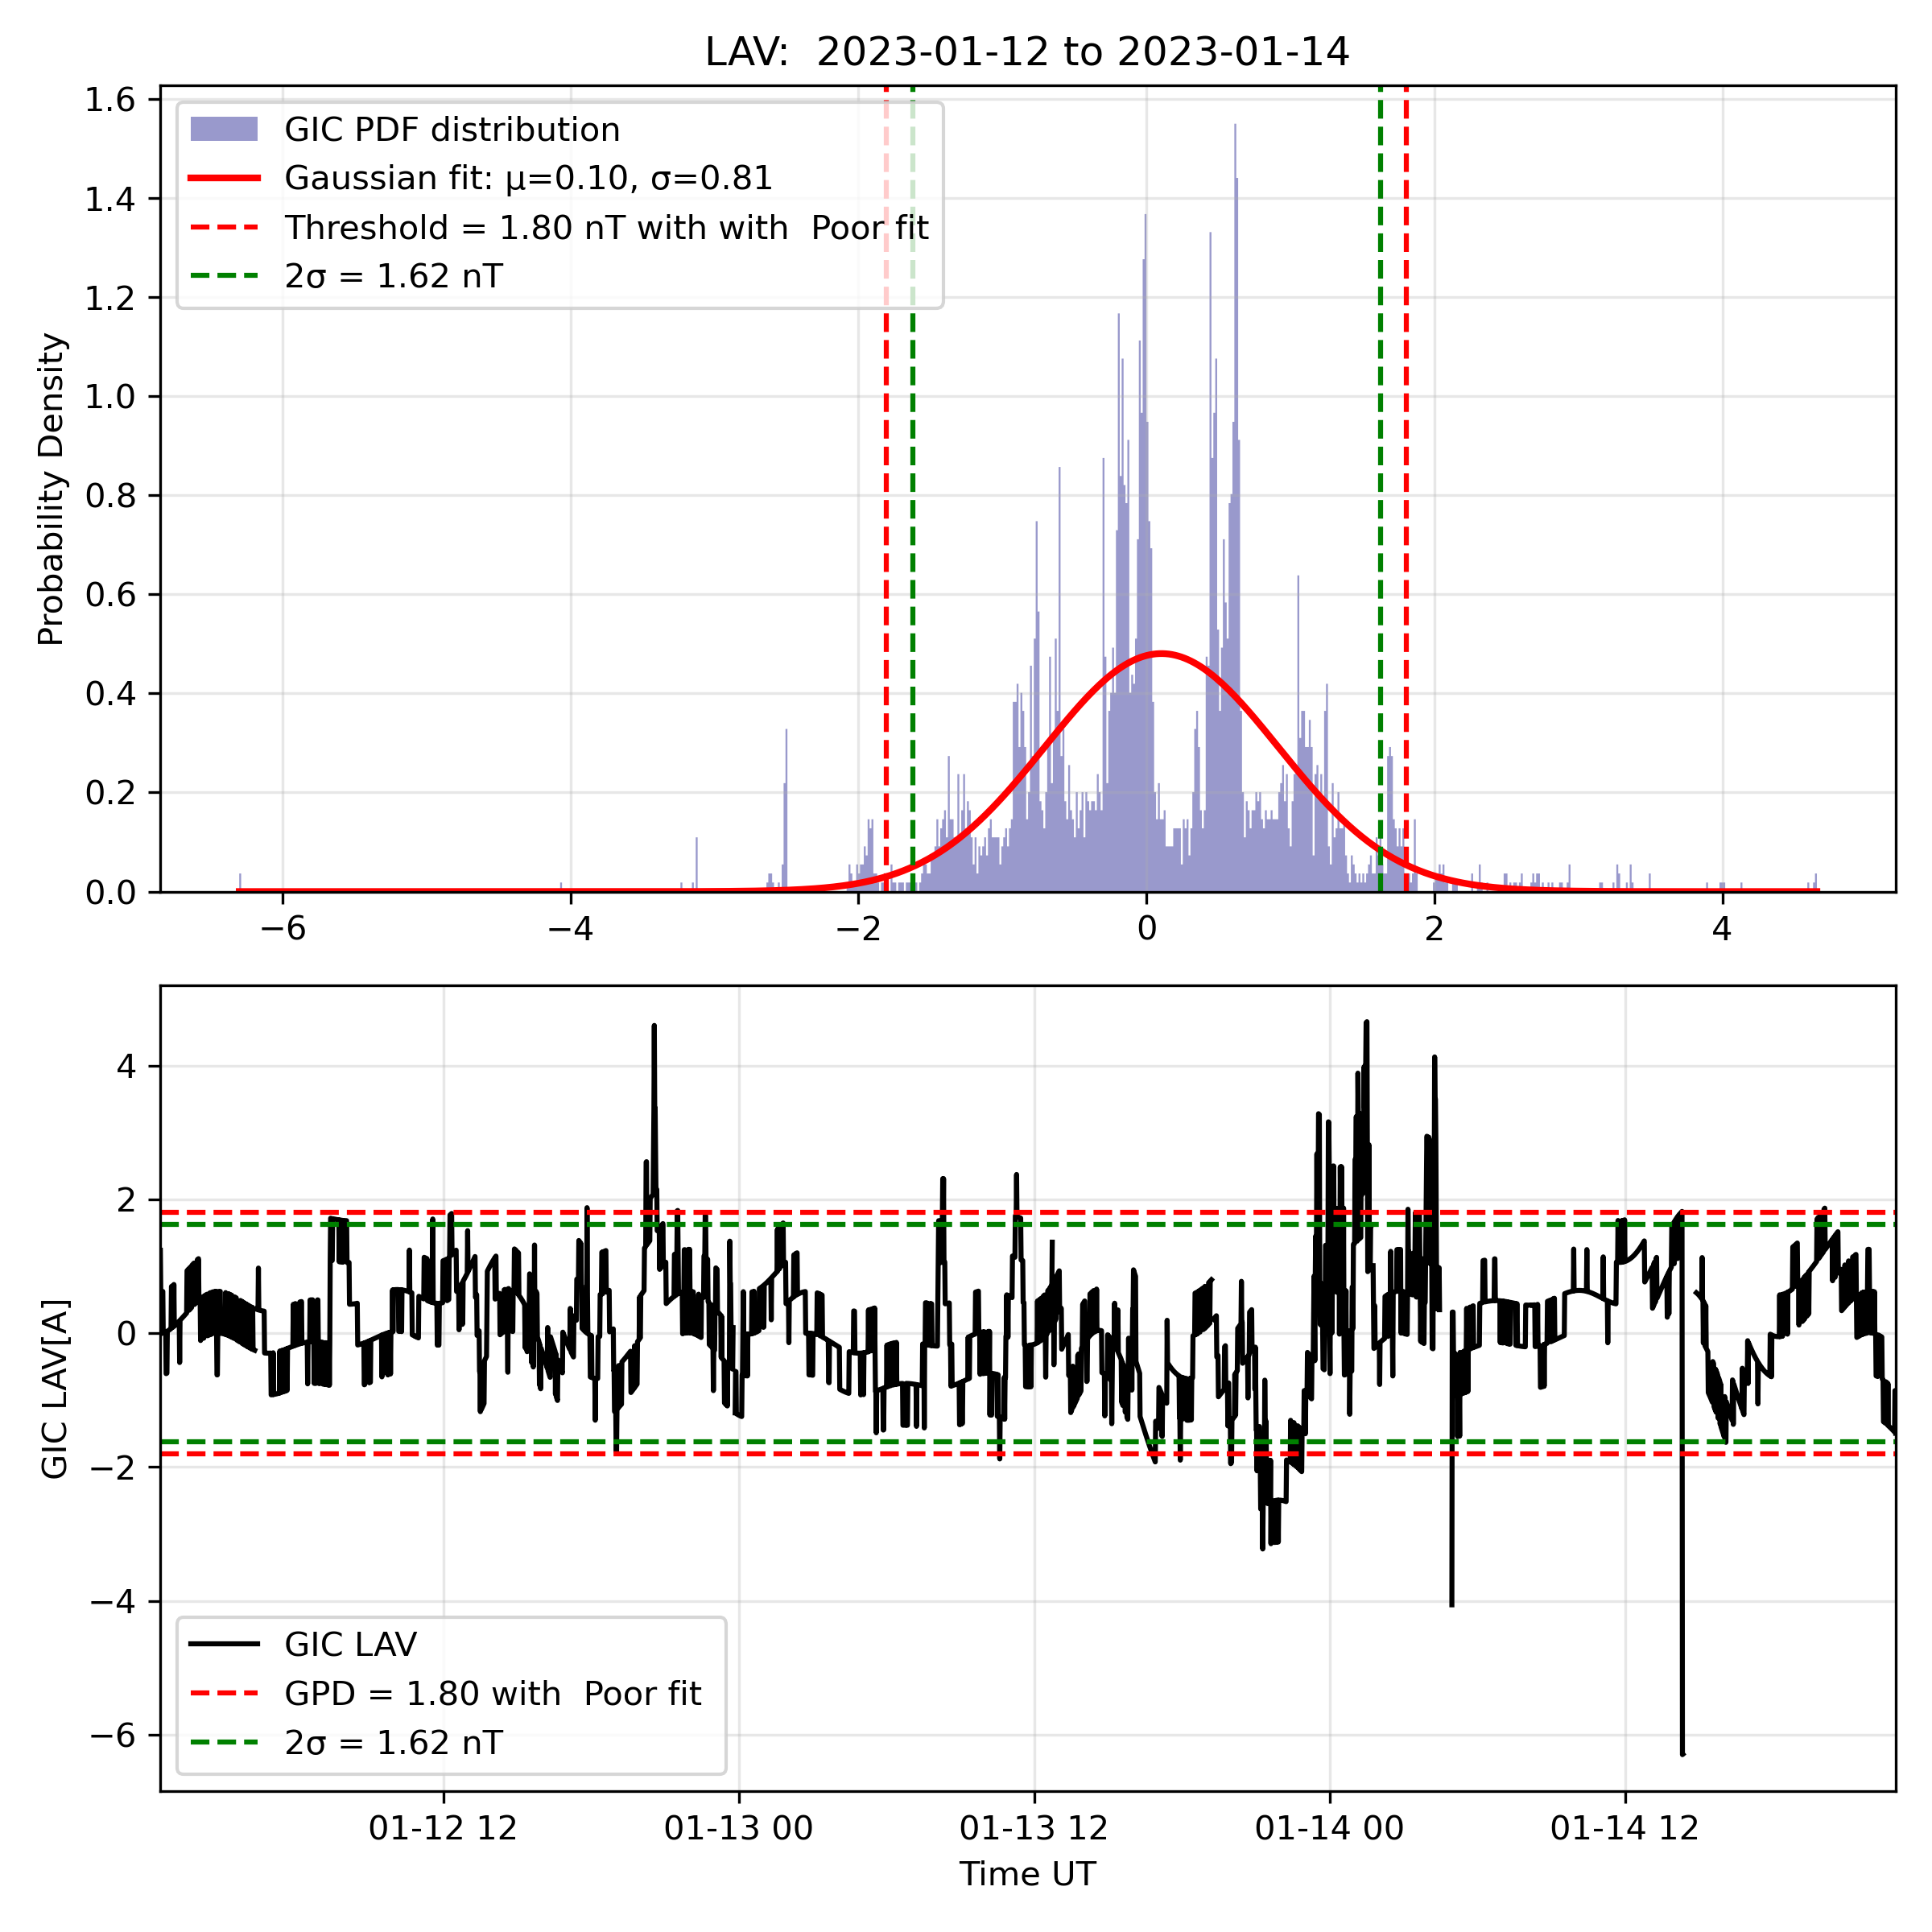 LAV:  2023-01-12 to 2023-01-14
1.6
1.4
1.2
1.0
0.8
0.6
0.4
0.2
0.0
Probability Density
GIC PDF distribution
Gaussian fit: μ=0.10, σ=0.81
Threshold = 1.80 nT with with  Poor fit
2σ = 1.62 nT
−6 −4 −2 0 2 4
4
2
0
−2
−4
−6
GIC LAV[A]
GIC LAV
GPD = 1.80 with  Poor fit
2σ = 1.62 nT
01-12 12 01-13 00 01-13 12 01-14 00 01-14 12
Time UT